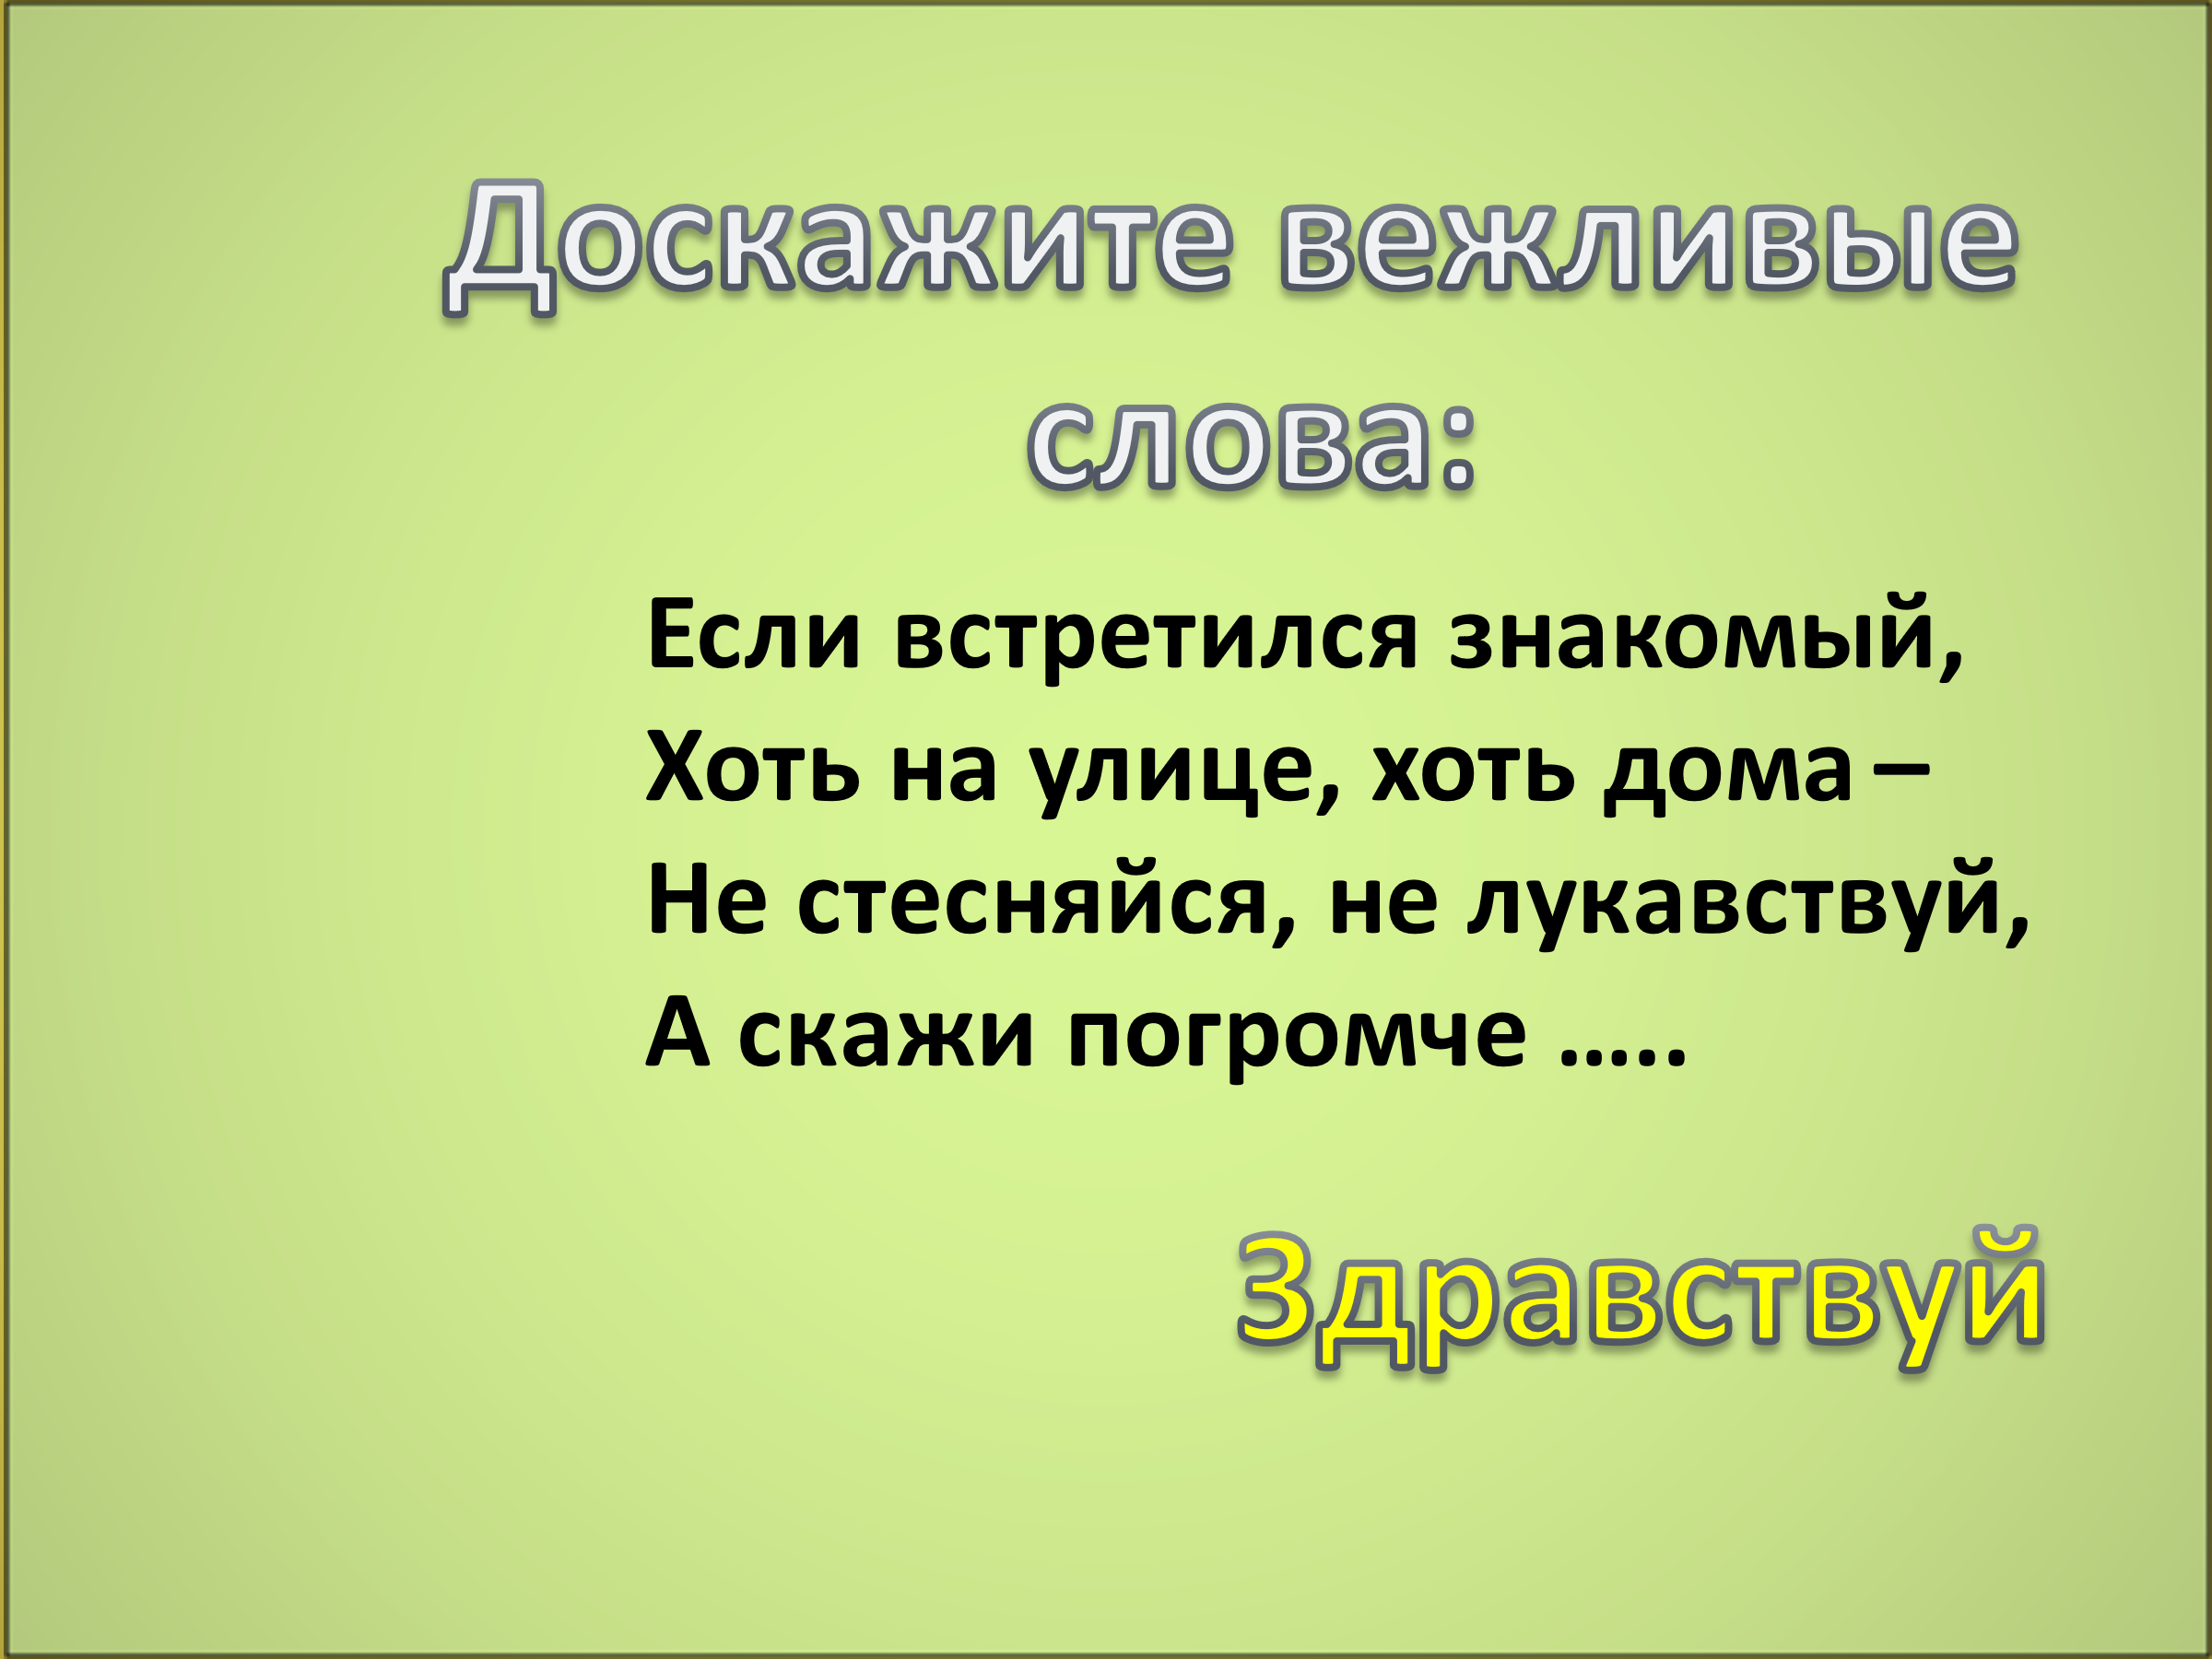 Доскажите вежливые
слова:
Если встретился знакомый,
Хоть на улице, хоть дома –
Не стесняйся, не лукавствуй,
А скажи погромче ……
Здравствуй